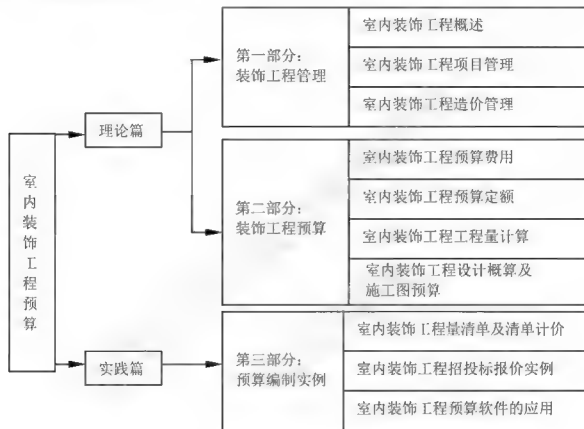 室内装饰工程预算
理论篇
第一部分：
装饰工程管理
室内装饰工程概述
室内装饰工程项目管理
室内装饰工程造价管理
第二部分：
装饰工程预算
室内装饰工程预算费用
室内装饰工程预算定额
室内装饰工程工程量计算
室内装饰工程设计概算及
施工图预算
实践篇
第三部分：
预算编制实例
室内装饰工程量清单及清单计价
室内装饰工程招投标报价实例
室内装饰工程预算软件的应用